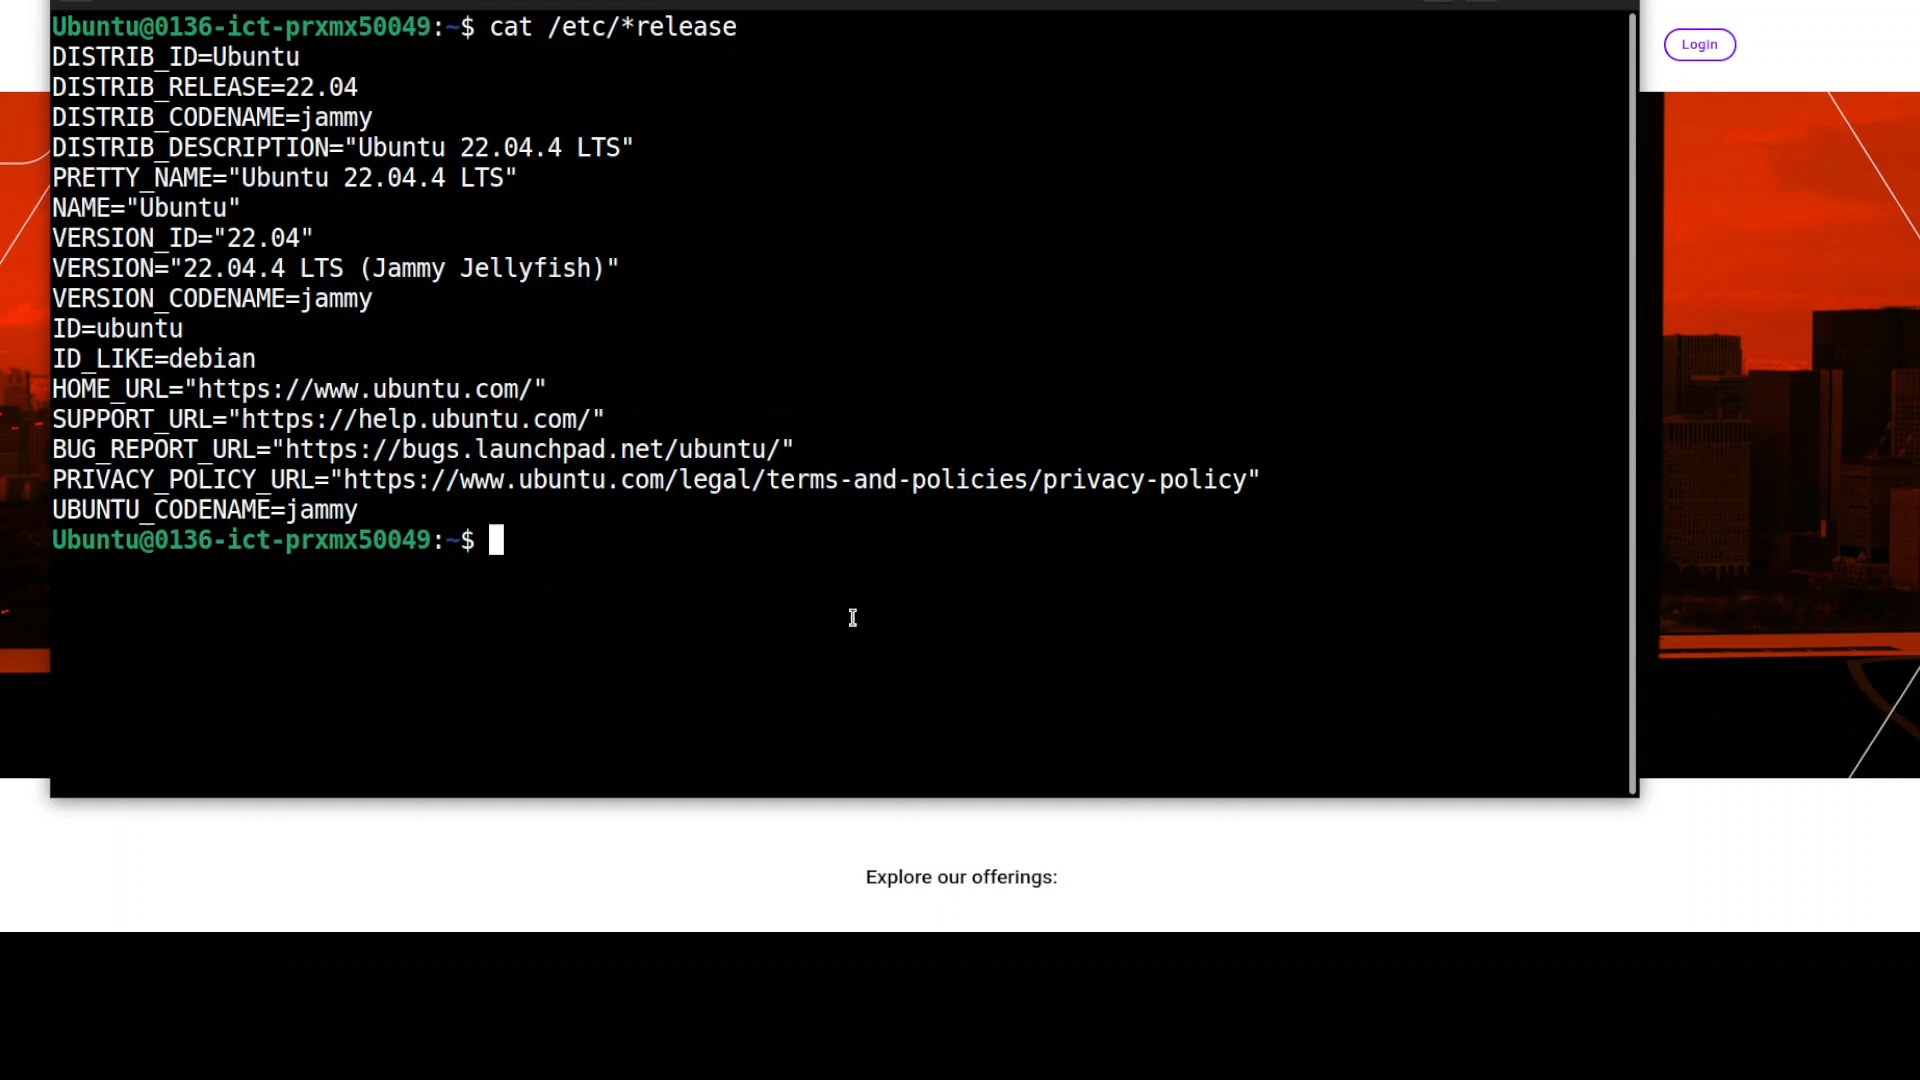 Ubuntu@0136-ict-prxmx50049:~$ cat /etc/*release
Login
DISTRIB_ID=Ubuntu
DISTRIB_RELEASE=22.04
DISTRIB_CODENAME=jammy
DISTRIB_DESCRIPTION="Ubuntu 22.04.4 LTS"
PRETTY_NAME="Ubuntu 22.04.4 LTS"
NAME="Ubuntu"
VERSION_ID="22.04"
VERSION="22.04.4 LTS (Jammy Jellyfish)"
VERSION_CODENAME=jammy
ID=ubuntu
ID_LIKE=debian
HOME_URL="https://www.ubuntu.com/"
SUPPORT_URL="https://help.ubuntu.com/"
BUG_REPORT_URL="https://bugs.launchpad.net/ubuntu/"
PRIVACY_POLICY_URL="https://www.ubuntu.com/legal/terms-and-policies/privacy-policy"
UBUNTU_CODENAME=jammy
Ubuntu@0136-ict-prxmx50049:~$
Explore our offerings: